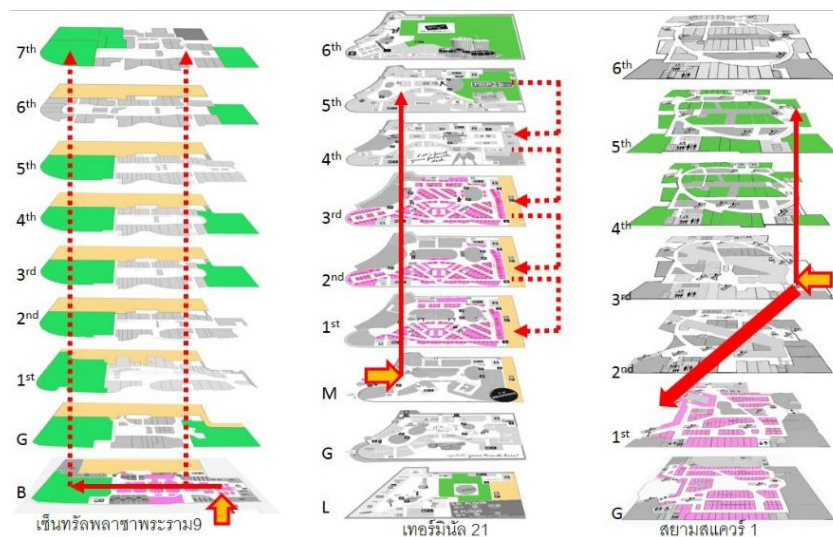 7th
6th
5th
4th
3rd
2nd
1st
G
B
เซ็นทรัลพลาซาพระราม9
6th
5th
4th
3rd
2nd
1st
M
G
L
เทอร์มินัล 21
6th
5th
4th
3rd
2nd
1st
G
สยามสแควร์ 1